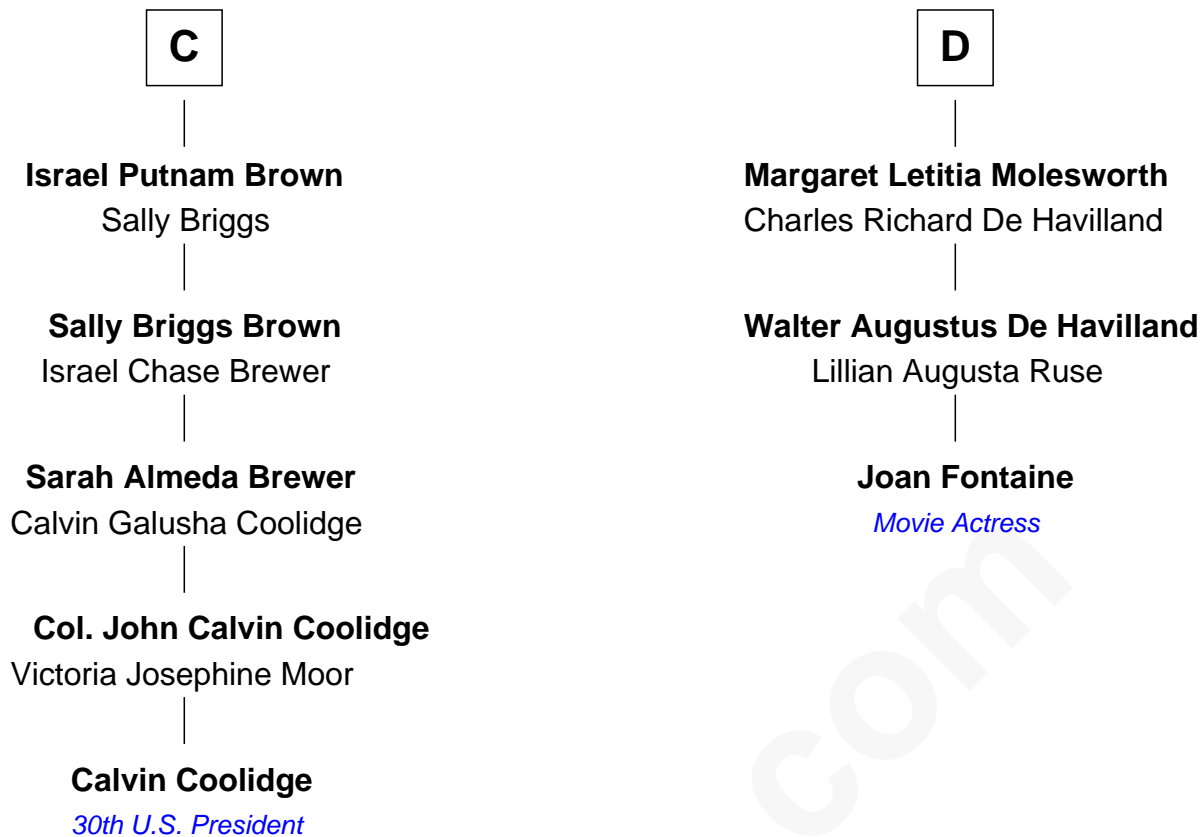 C
Israel Putnam Brown
Sally Briggs
Sally Briggs Brown
Israel Chase Brewer
Sarah Almeda Brewer
Calvin Galusha Coolidge
Col. John Calvin Coolidge
Victoria Josephine Moor
Calvin Coolidge
30th U.S. President
D
Margaret Letitia Molesworth
Charles Richard De Havilland
Walter Augustus De Havilland
Lillian Augusta Ruse
Joan Fontaine
Movie Actress
com